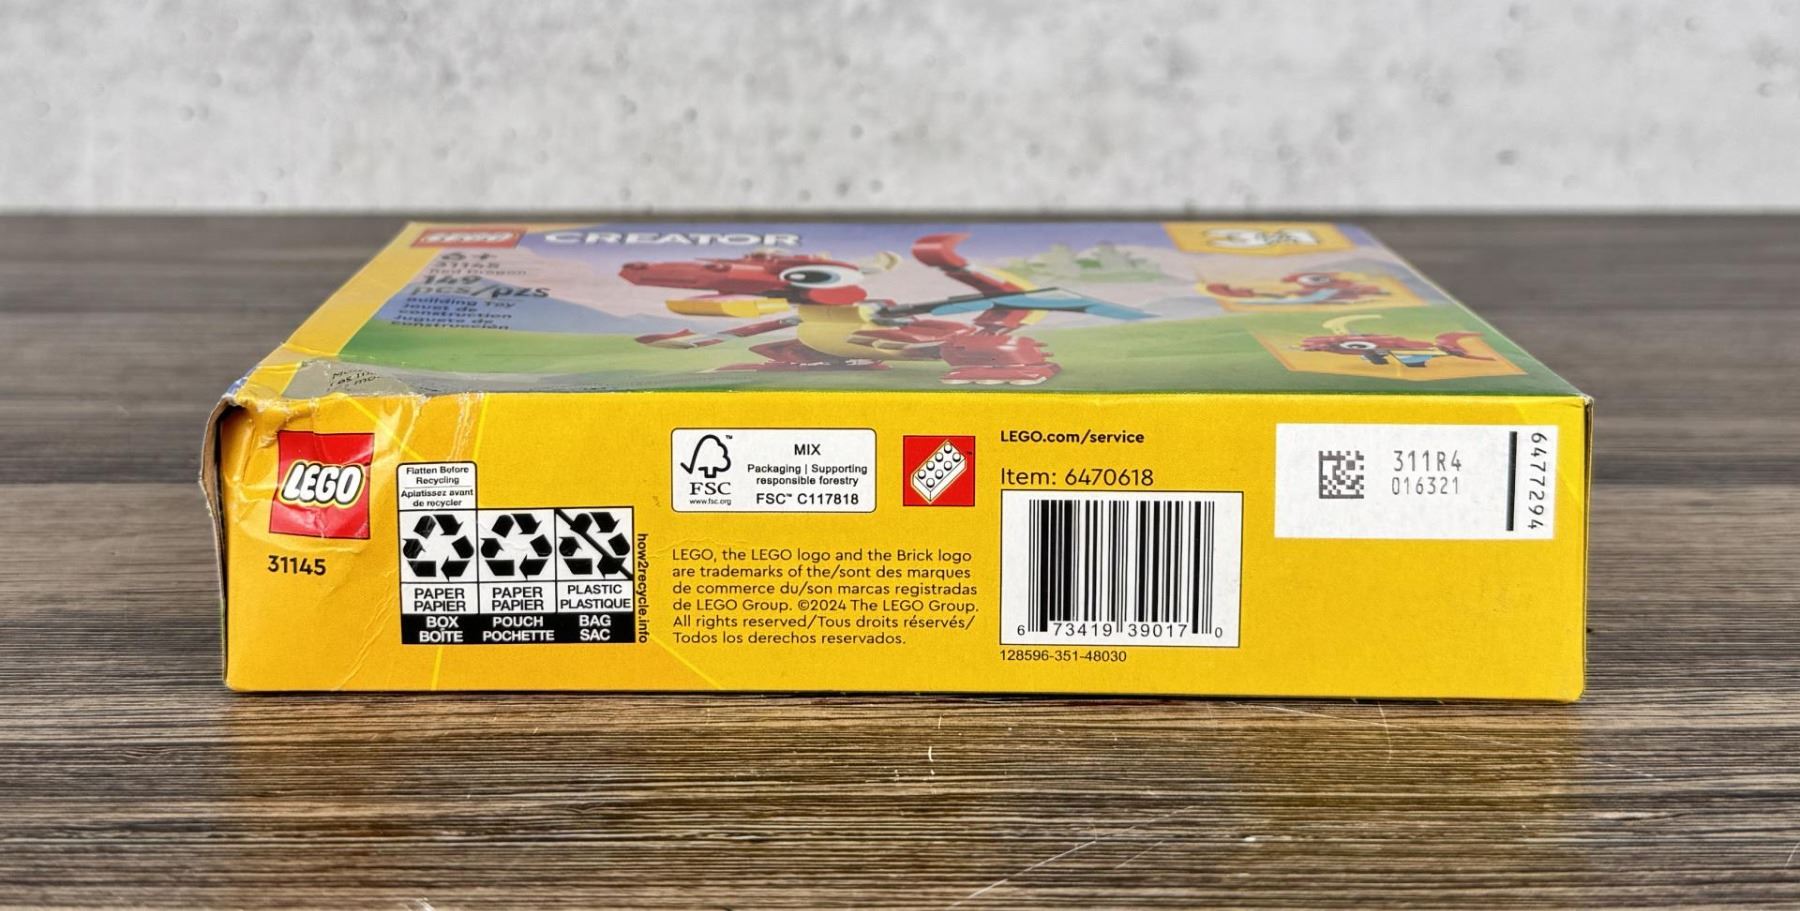 LEGO
CREATOR
6+
31145
Red Dragon
149
pcs/pzs
Building Toy
Jouet de
construction
Juguete de
construcción
LEGO
31145
Flatten Before
Recycling
Aplatissez avant
de recycler
PAPER
PAPIER
BOX
BOÎTE
PAPER
PAPIER
POUCH
POCHETTE
PLASTIC
PLASTIQUE
BAG
SAC
how2recycle.info
FSC
www.fsc.org
MIX
Packaging | Supporting
responsible forestry
FSC™ C117818
LEGO, the LEGO logo and the Brick logo
are trademarks of the/sont des marques
de commerce du/son marcas registradas
de LEGO Group. ©2024 The LEGO Group.
All rights reserved/Tous droits réservés/
Todos los derechos reservados.
LEGO.com/service
Item: 6470618
6 73419 39017 0
128596-351-48030
311R4
016321
6477294